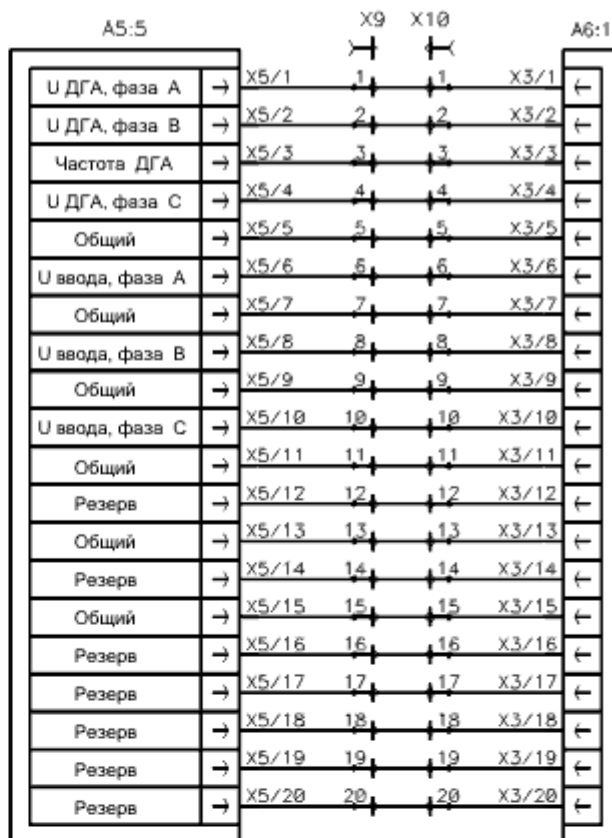 X9 X10
A5:5 A6:1
U ДГА, фаза A X5/1 1 1 X3/1
U ДГА, фаза B X5/2 2 2 X3/2
Частота ДГА X5/3 3 3 X3/3
U ДГА, фаза C X5/4 4 4 X3/4
Общий X5/5 5 5 X3/5
U ввода, фаза A X5/6 6 6 X3/6
Общий X5/7 7 7 X3/7
U ввода, фаза B X5/8 8 8 X3/8
Общий X5/9 9 9 X3/9
U ввода, фаза C X5/10 10 10 X3/10
Общий X5/11 11 11 X3/11
Резерв X5/12 12 12 X3/12
Общий X5/13 13 13 X3/13
Резерв X5/14 14 14 X3/14
Общий X5/15 15 15 X3/15
Резерв X5/16 16 16 X3/16
Резерв X5/17 17 17 X3/17
Резерв X5/18 18 18 X3/18
Резерв X5/19 19 19 X3/19
Резерв X5/20 20 20 X3/20